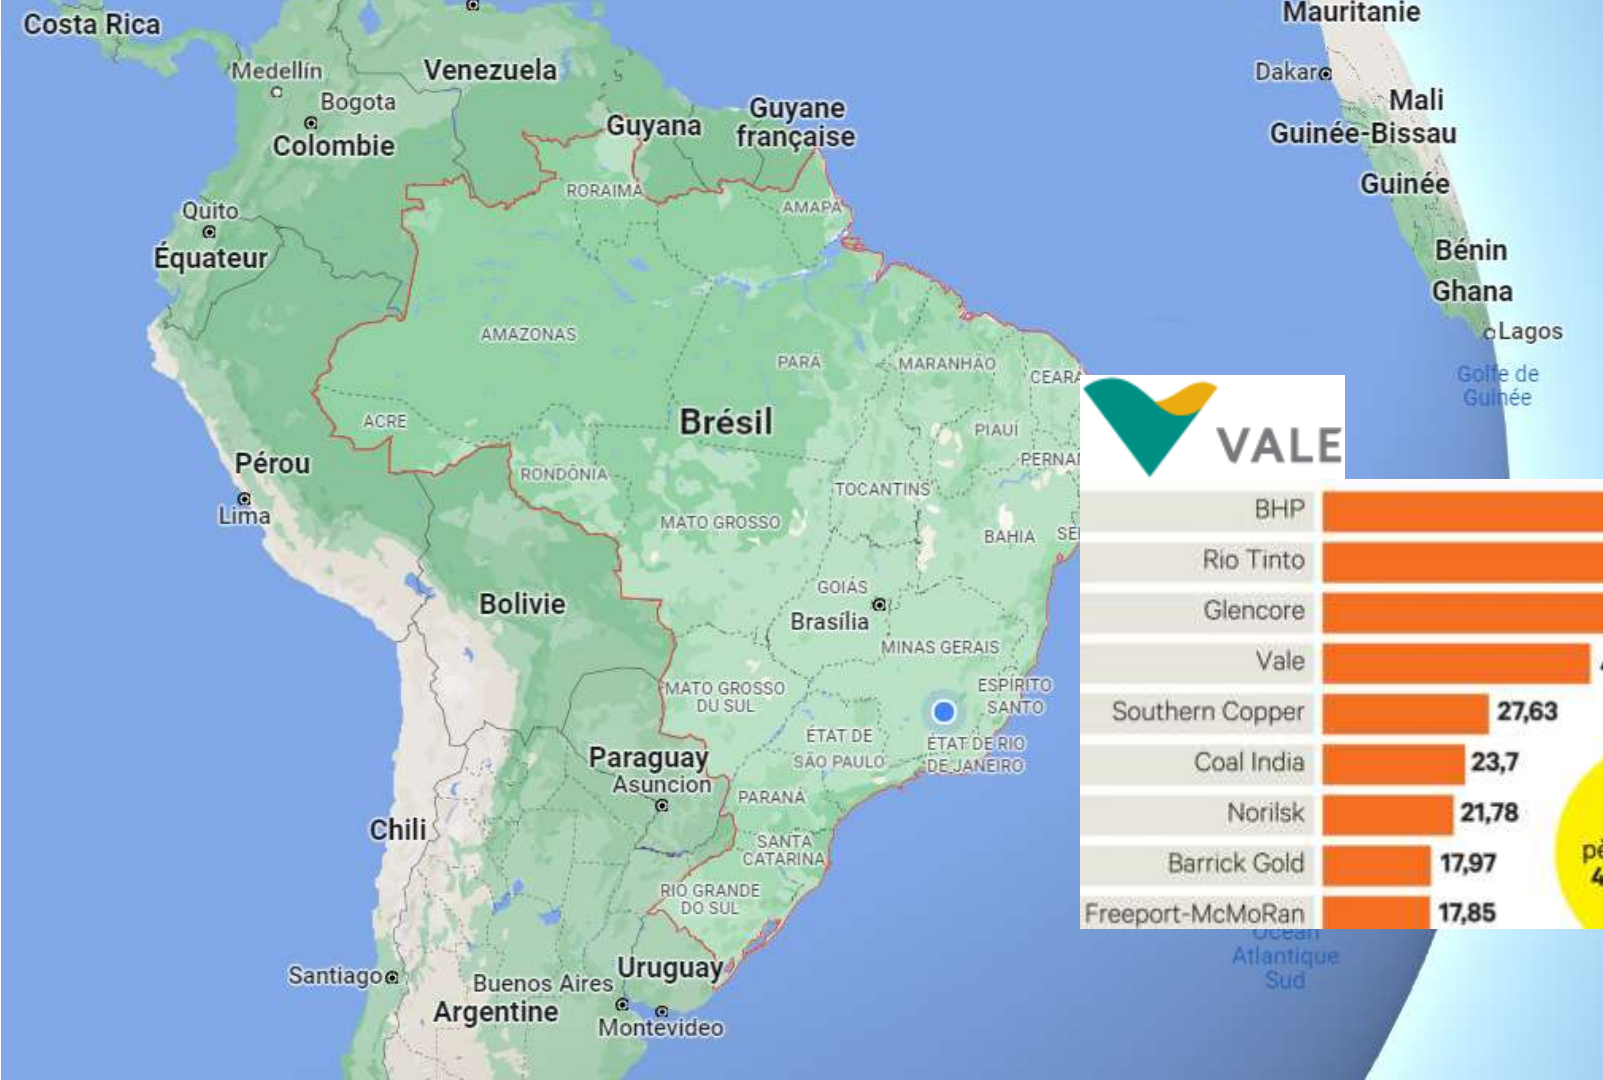 Costa Rica
Medellín
Bogota
Colombie
Venezuela
Guyana
Guyane
française
Quito
Équateur
RORAIMA
AMAPÁ
AMAZONAS
PARÁ
MARANHÃO
CEARÁ
ACRE
Brésil
PIAUÍ
Pérou
Lima
RONDÔNIA
TOCANTINS
MATO GROSSO
BAHIA
Bolivie
GOIÁS
Brasília
MINAS GERAIS
MATO GROSSO
DU SUL
ESPÍRITO
SANTO
ÉTAT DE
SÃO PAULO
ÉTAT DE RIO
DE JANEIRO
Paraguay
Asuncion
PARANÁ
Chili
SANTA
CATARINA
RIO GRANDE
DO SUL
Santiago
Buenos Aires
Uruguay
Argentine
Montevideo
Mauritanie
Dakar
Mali
Guinée-Bissau
Guinée
Bénin
Ghana
Lagos
Golfe de
Guinée
VALE
BHP
Rio Tinto
Glencore
Vale
Southern Copper 27,63
Coal India 23,7
Norilsk 21,78
Barrick Gold 17,97
Freeport-McMoRan 17,85
Océan
Atlantique
Sud